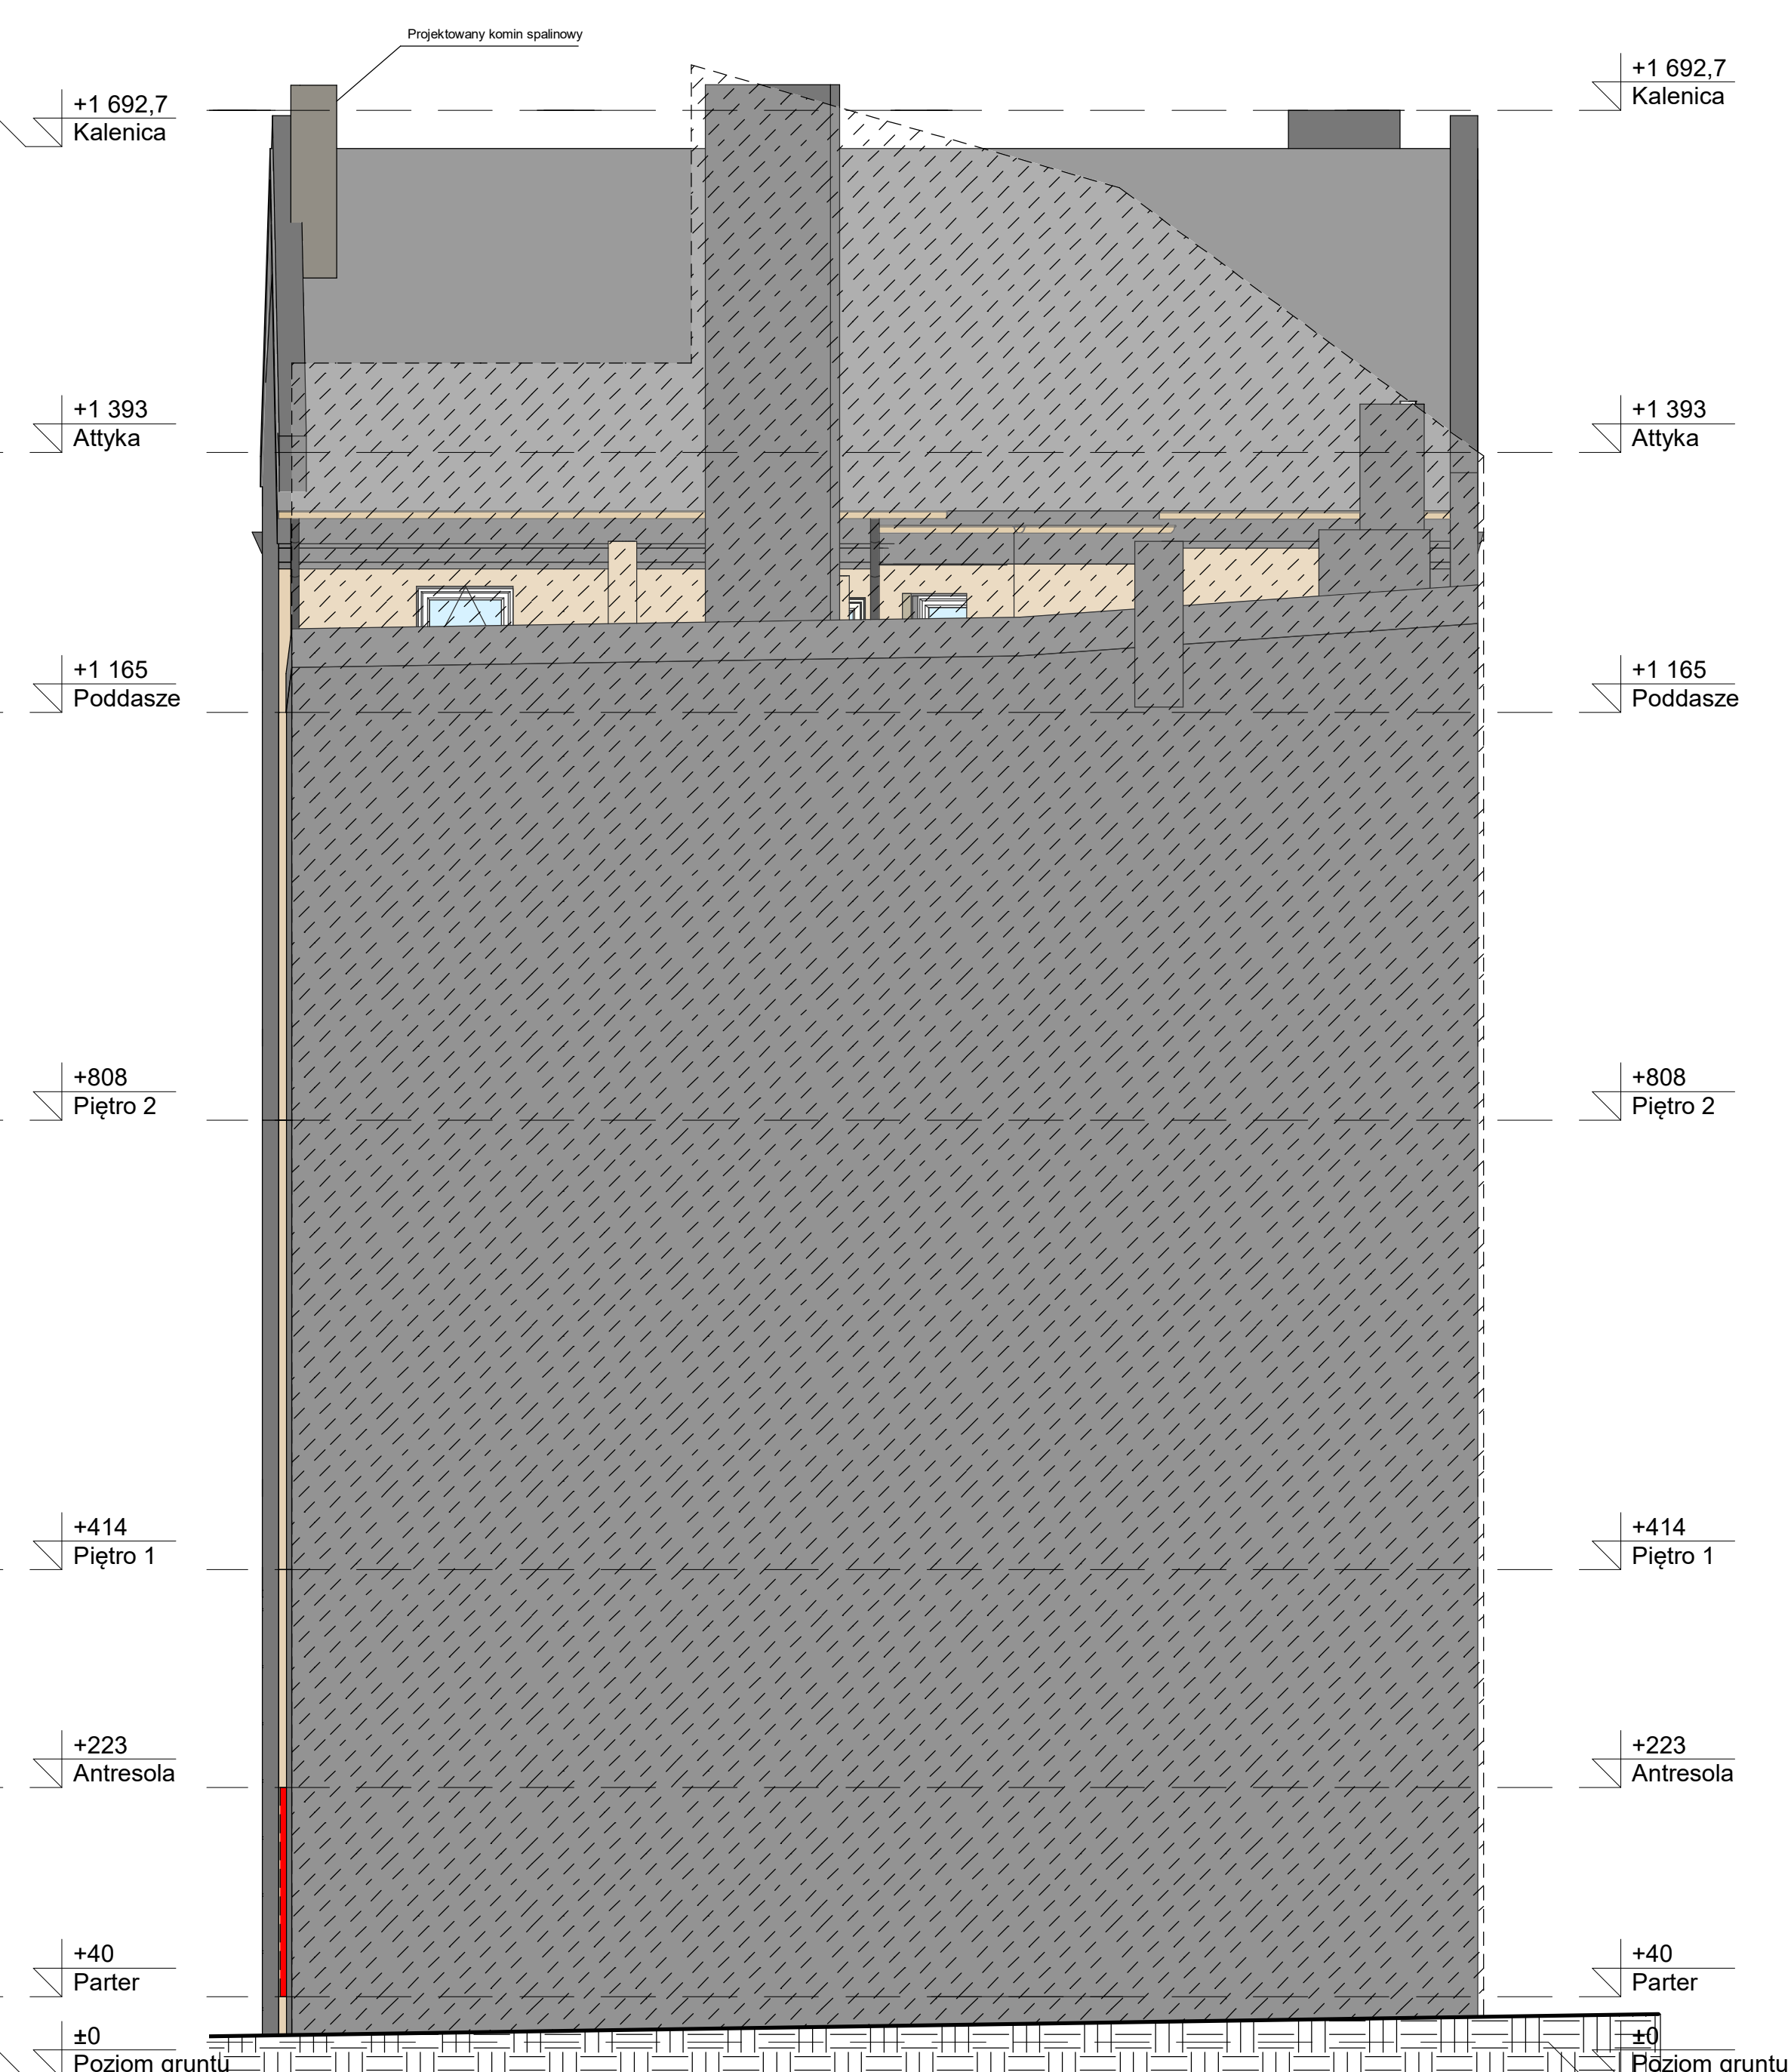 Projektowany komin spalinowy
+1 692,7
Kalenica
+1 692,7
Kalenica
+1 393
Attyka
+1 393
Attyka
+1 165
Poddasze
+1 165
Poddasze
+808
Piętro 2
+808
Piętro 2
+414
Piętro 1
+414
Piętro 1
+223
Antresola
+223
Antresola
+40
Parter
+40
Parter
±0
Poziom gruntu
±0
Poziom gruntu